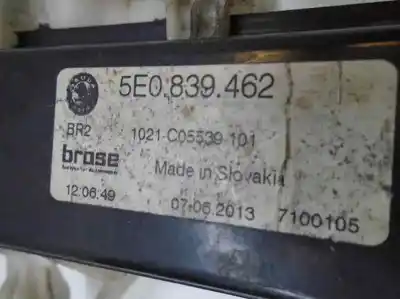 5E0.839.462
BR2 1021-C05539-101
brose
Made in Slovakia
12:06:49 07-06.2013 7100105